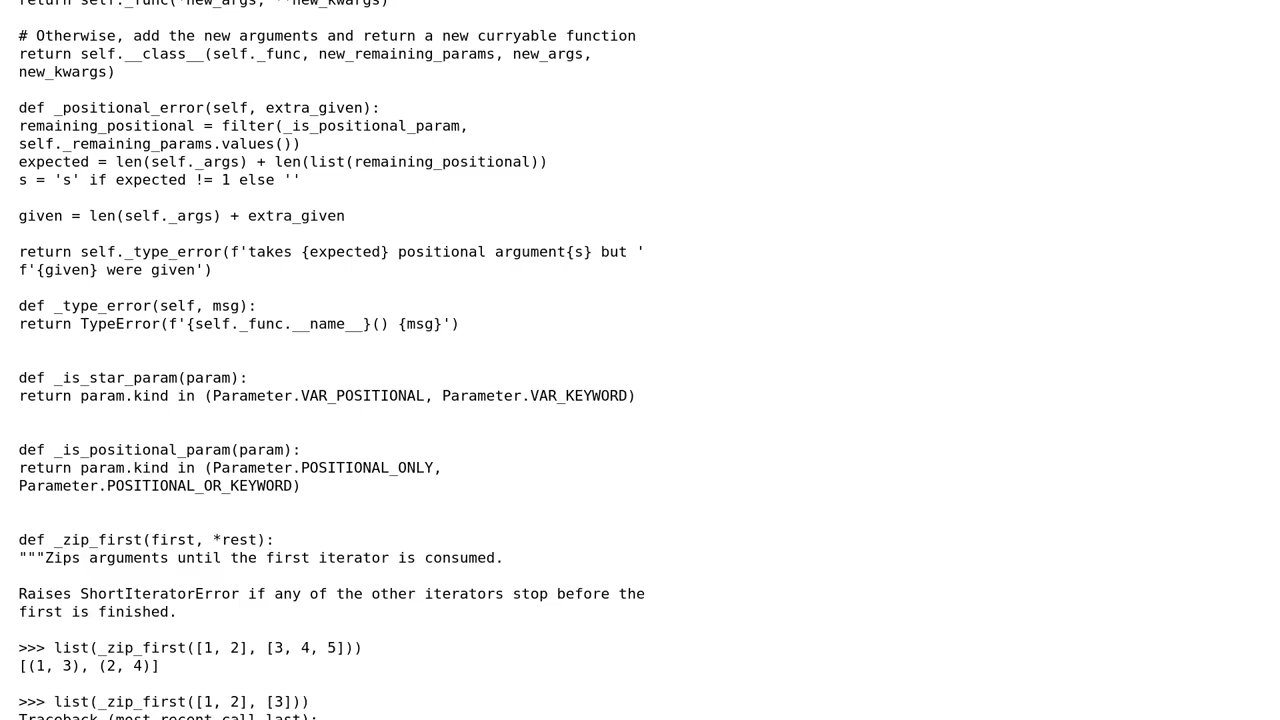 return self._func(*new_args, **new_kwargs)
# Otherwise, add the new arguments and return a new curryable function
return self.__class__(self._func, new_remaining_params, new_args,
new_kwargs)
def _positional_error(self, extra_given):
remaining_positional = filter(_is_positional_param,
self._remaining_params.values())
expected = len(self._args) + len(list(remaining_positional))
s = 's' if expected != 1 else ''
given = len(self._args) + extra_given
return self._type_error(f'takes {expected} positional argument{s} but '
f'{given} were given')
def _type_error(self, msg):
return TypeError(f'{self._func.__name__}() {msg}')
def _is_star_param(param):
return param.kind in (Parameter.VAR_POSITIONAL, Parameter.VAR_KEYWORD)
def _is_positional_param(param):
return param.kind in (Parameter.POSITIONAL_ONLY,
Parameter.POSITIONAL_OR_KEYWORD)
def _zip_first(first, *rest):
"""Zips arguments until the first iterator is consumed.
Raises ShortIteratorError if any of the other iterators stop before the
first is finished.
>>> list(_zip_first([1, 2], [3, 4, 5]))
[(1, 3), (2, 4)]
>>> list(_zip_first([1, 2], [3]))
Traceback (most recent call last):